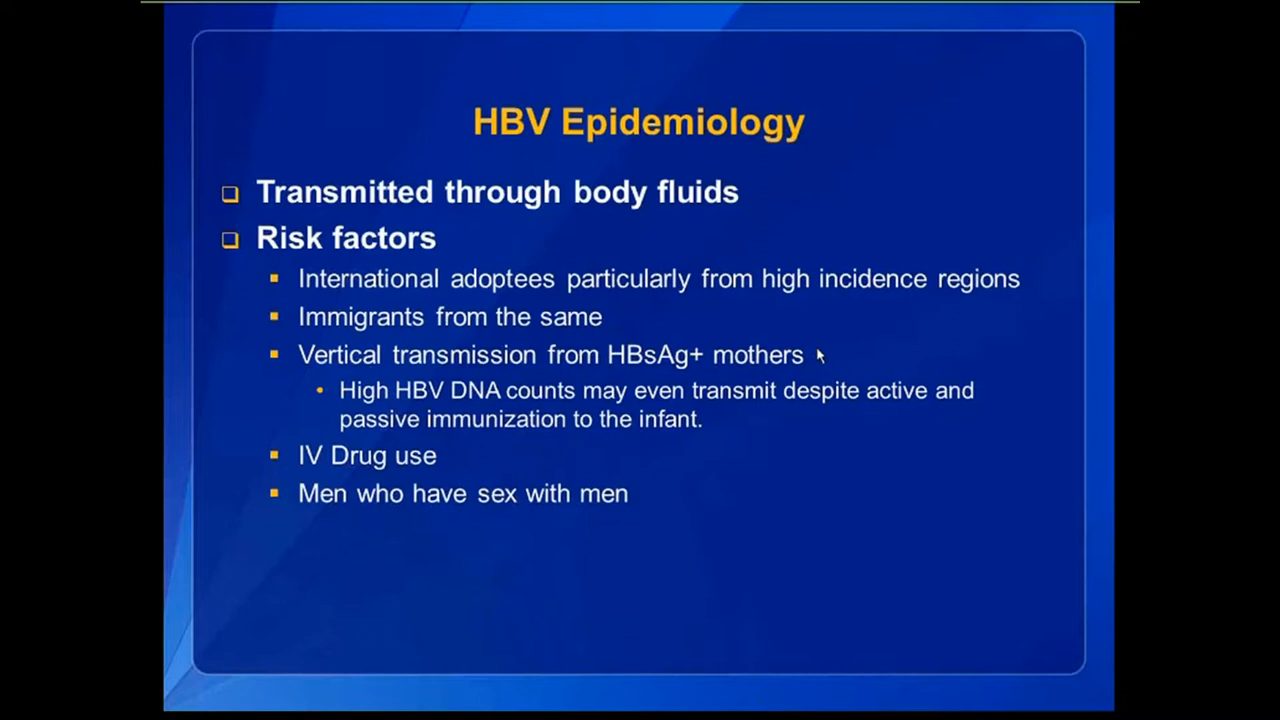 HBV Epidemiology
Transmitted through body fluids
Risk factors
International adoptees particularly from high incidence regions
Immigrants from the same
Vertical transmission from HBsAg+ mothers
High HBV DNA counts may even transmit despite active and
passive immunization to the infant.
IV Drug use
Men who have sex with men